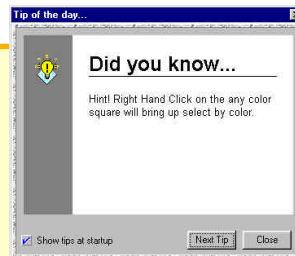 Tip of the day...
Did you know...
Hint! Right Hand Click on the any color
square will bring up select by color.
Show tips at startup
Next Tip
Close